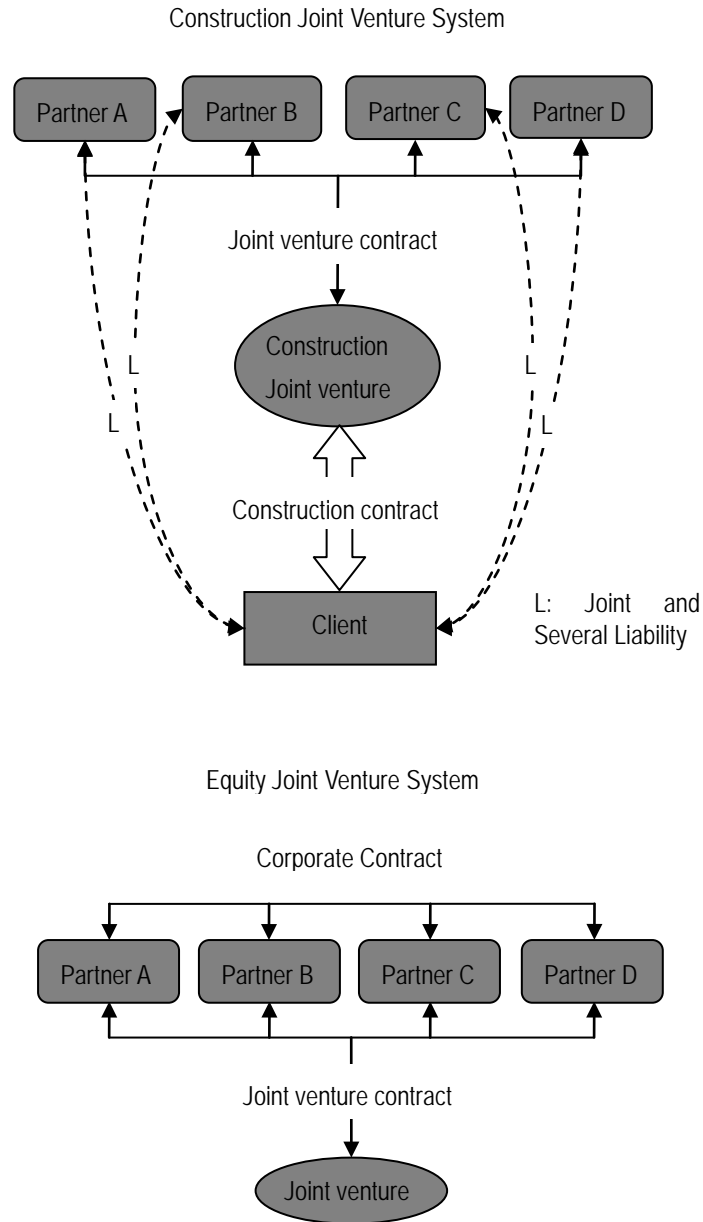 Construction Joint Venture System
Partner A
Partner B
Partner C
Partner D
Joint venture contract
Construction
Joint venture
L
L
L
L
Construction contract
Client
L: Joint and
Several Liability
Equity Joint Venture System
Corporate Contract
Partner A
Partner B
Partner C
Partner D
Joint venture contract
Joint venture